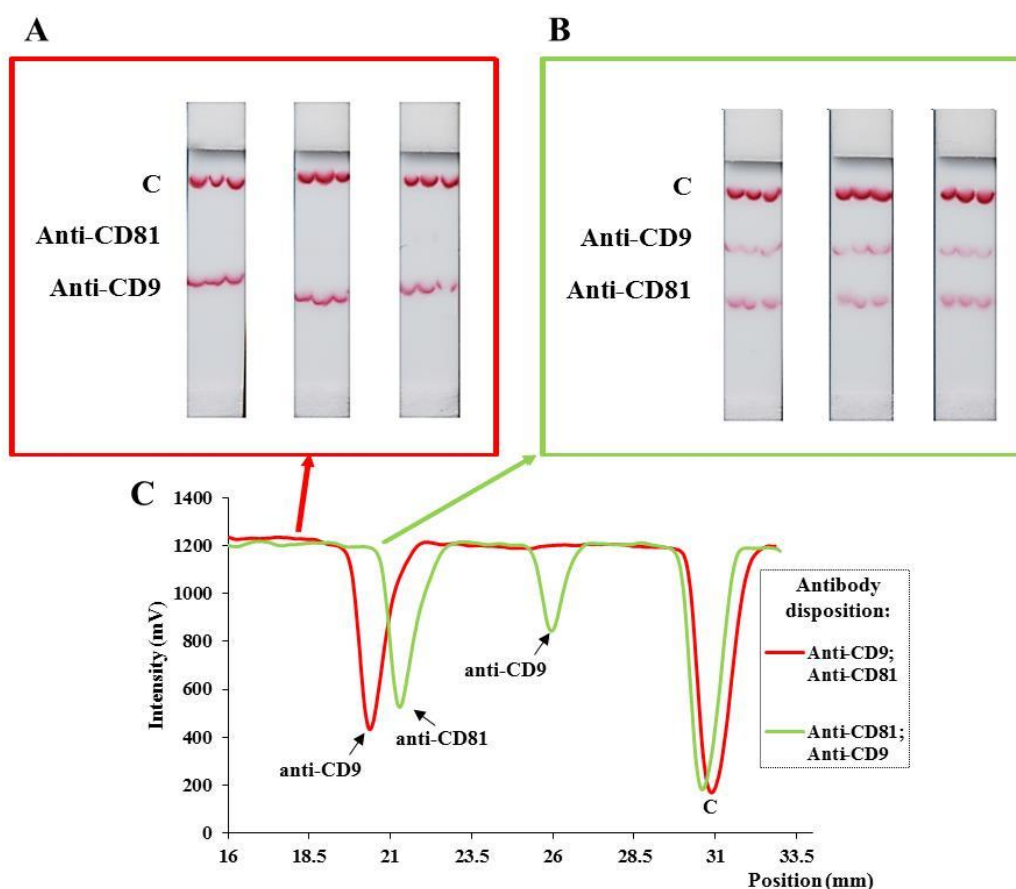 A
B
C
Anti-CD81
Anti-CD9
C
Anti-CD9
Anti-CD81
C
1400
1200
1000
800
600
400
200
0
Intensity (mV)
anti-CD9
anti-CD81
anti-CD9
C
16
18.5
21
23.5
26
28.5
31
33.5
Position (mm)
Antibody
disposition:
Anti-CD9;
Anti-CD81
Anti-CD81;
Anti-CD9